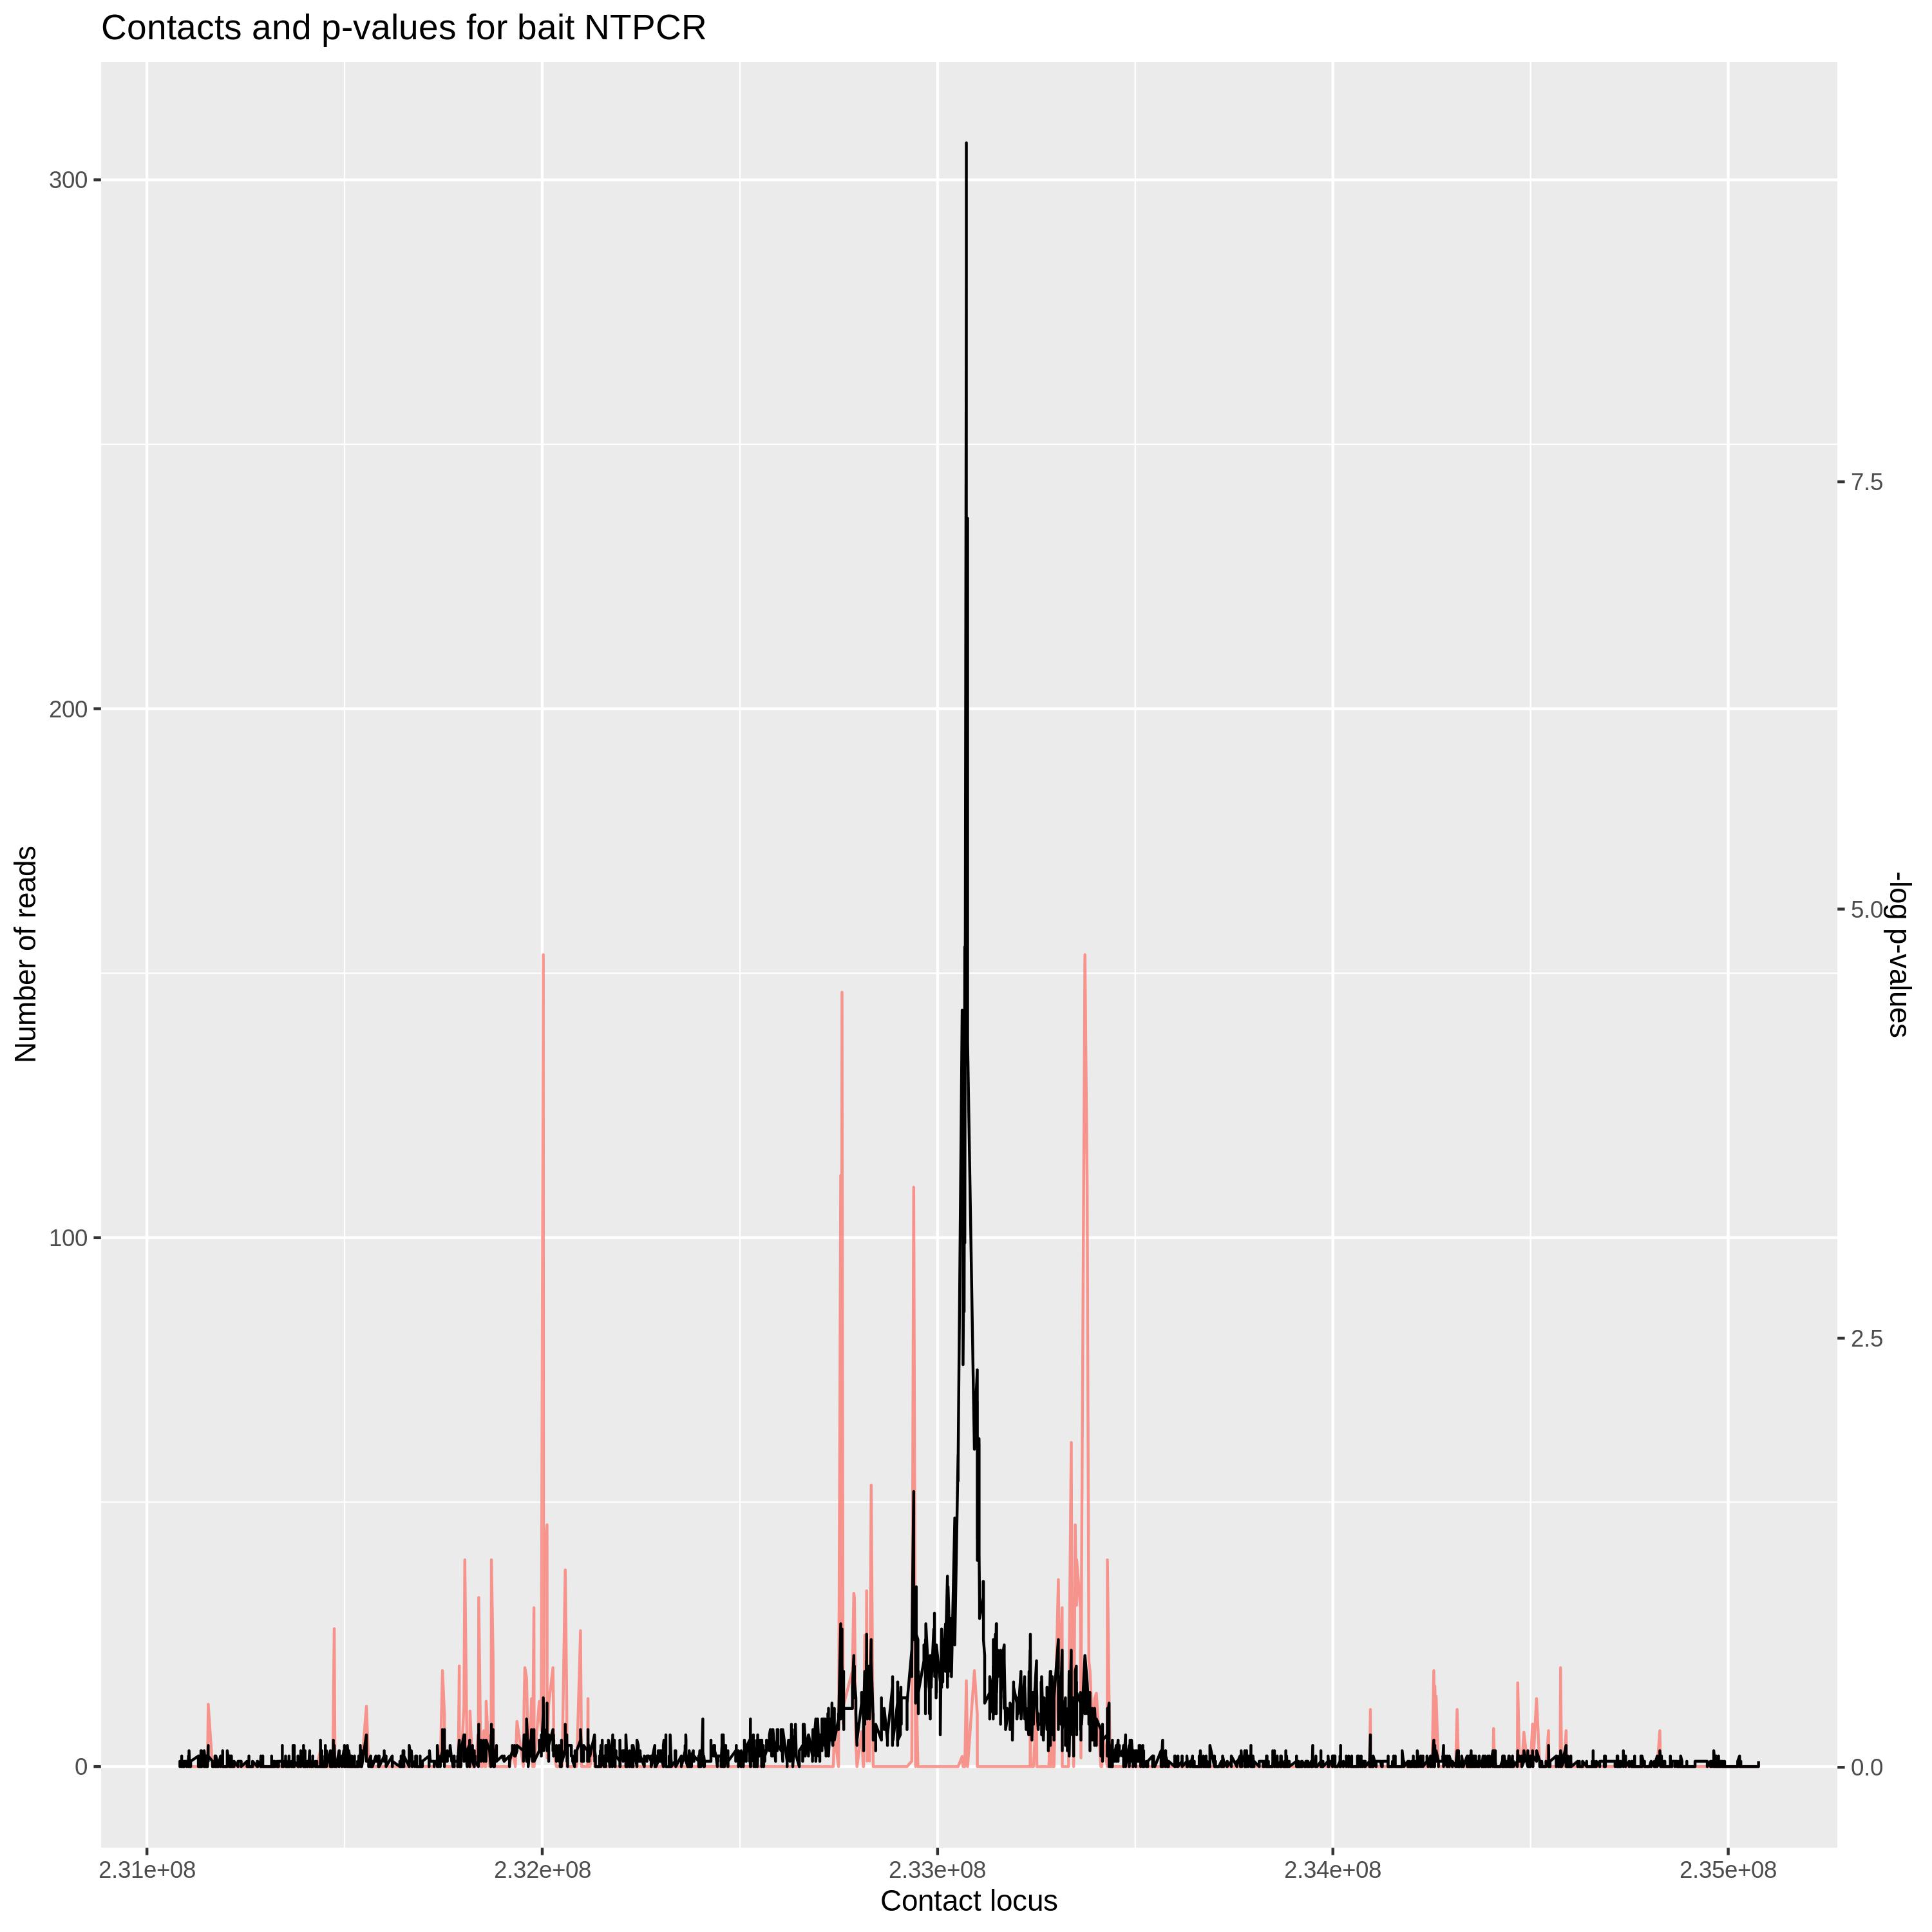 Contacts and p-values for bait NTPCR
300
200
100
0
Number of reads
7.5
5.0
2.5
0.0
-log p-values
2.31e+08 2.32e+08 2.33e+08 2.34e+08 2.35e+08
Contact locus